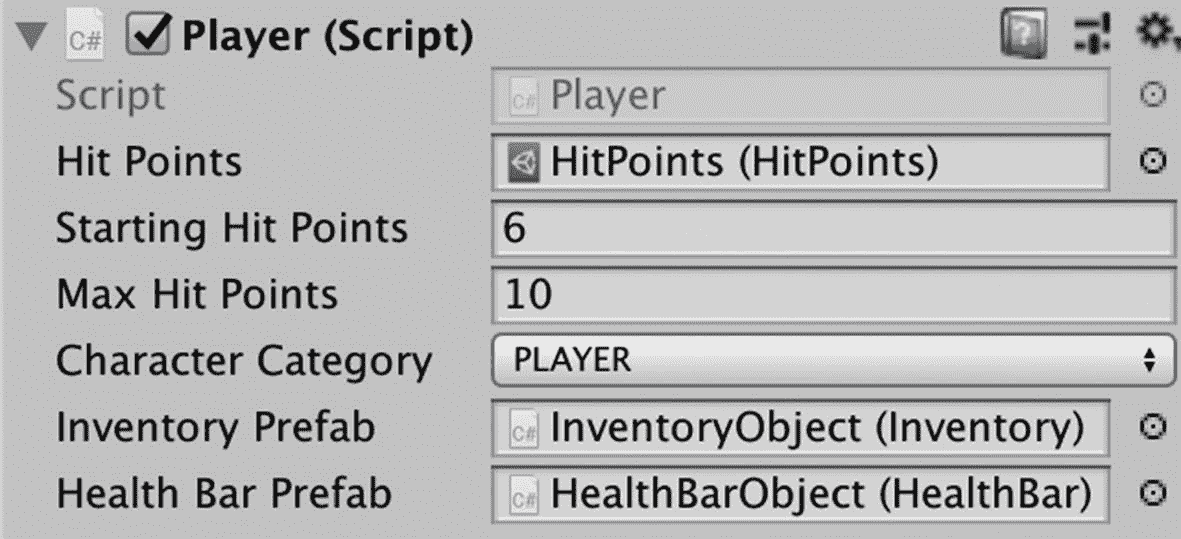 C# Player (Script) ?
Script C# Player
Hit Points HitPoints (HitPoints)
Starting Hit Points 6
Max Hit Points 10
Character Category PLAYER
Inventory Prefab C# InventoryObject (Inventory)
Health Bar Prefab C# HealthBarObject (HealthBar)